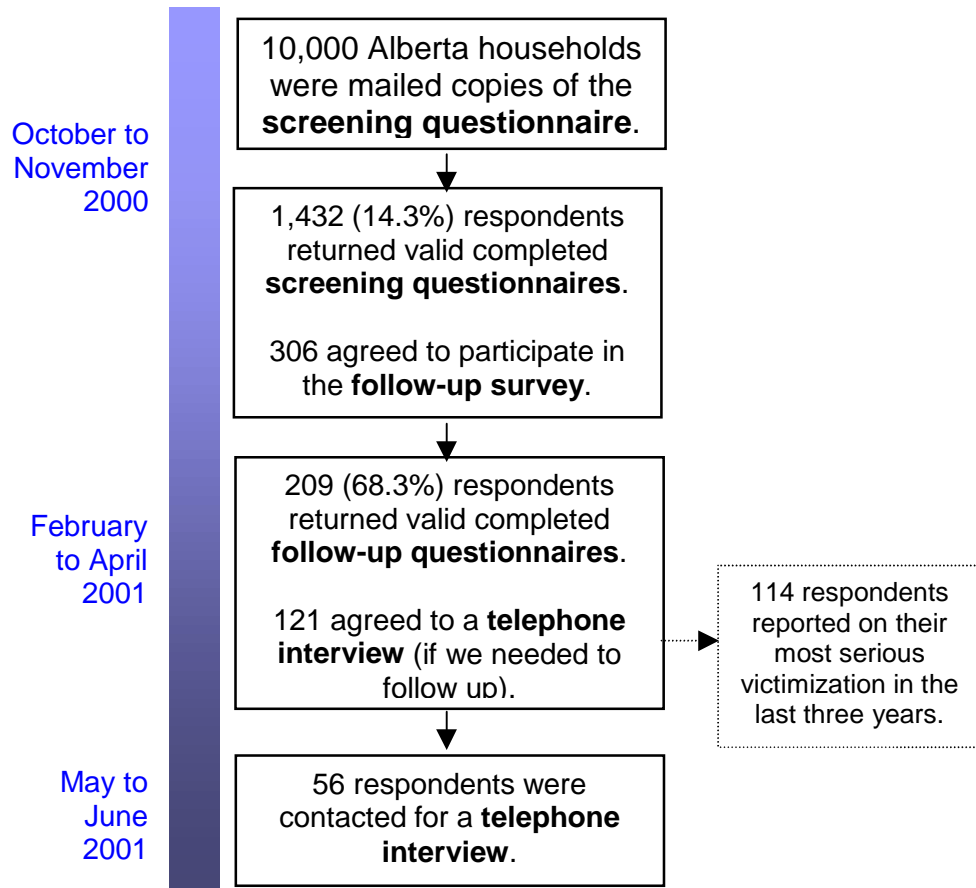 10,000 Alberta households
were mailed copies of the
screening questionnaire.
October to
November
2000
1,432 (14.3%) respondents
returned valid completed
screening questionnaires.
306 agreed to participate in
the follow-up survey.
209 (68.3%) respondents
returned valid completed
follow-up questionnaires.
121 agreed to a telephone
interview (if we needed to
follow up).
February
to April
2001
114 respondents
reported on their
most serious
victimization in the
last three years.
May to
June
2001
56 respondents were
contacted for a telephone
interview.